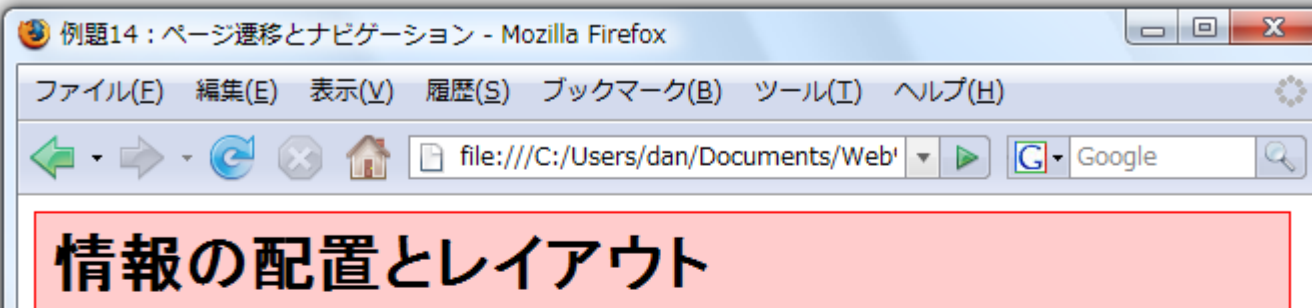 例題14：ページ遷移とナビゲーション - Mozilla Firefox
ファイル(F) 編集(E) 表示(V) 履歴(S) ブックマーク(B) ツール(T) ヘルプ(H)
file:///C:/Users/dan/Documents/Web' G Google
情報の配置とレイアウト